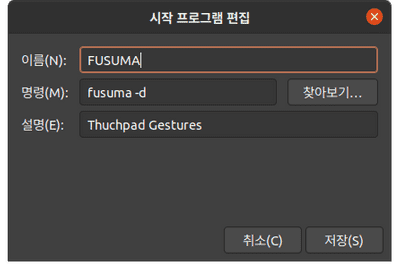 시작 프로그램 편집
이름(N): FUSUMA
명령(M): fusuma -d 찾아보기...
설명(E): Thuchpad Gestures
취소(C) 저장(S)